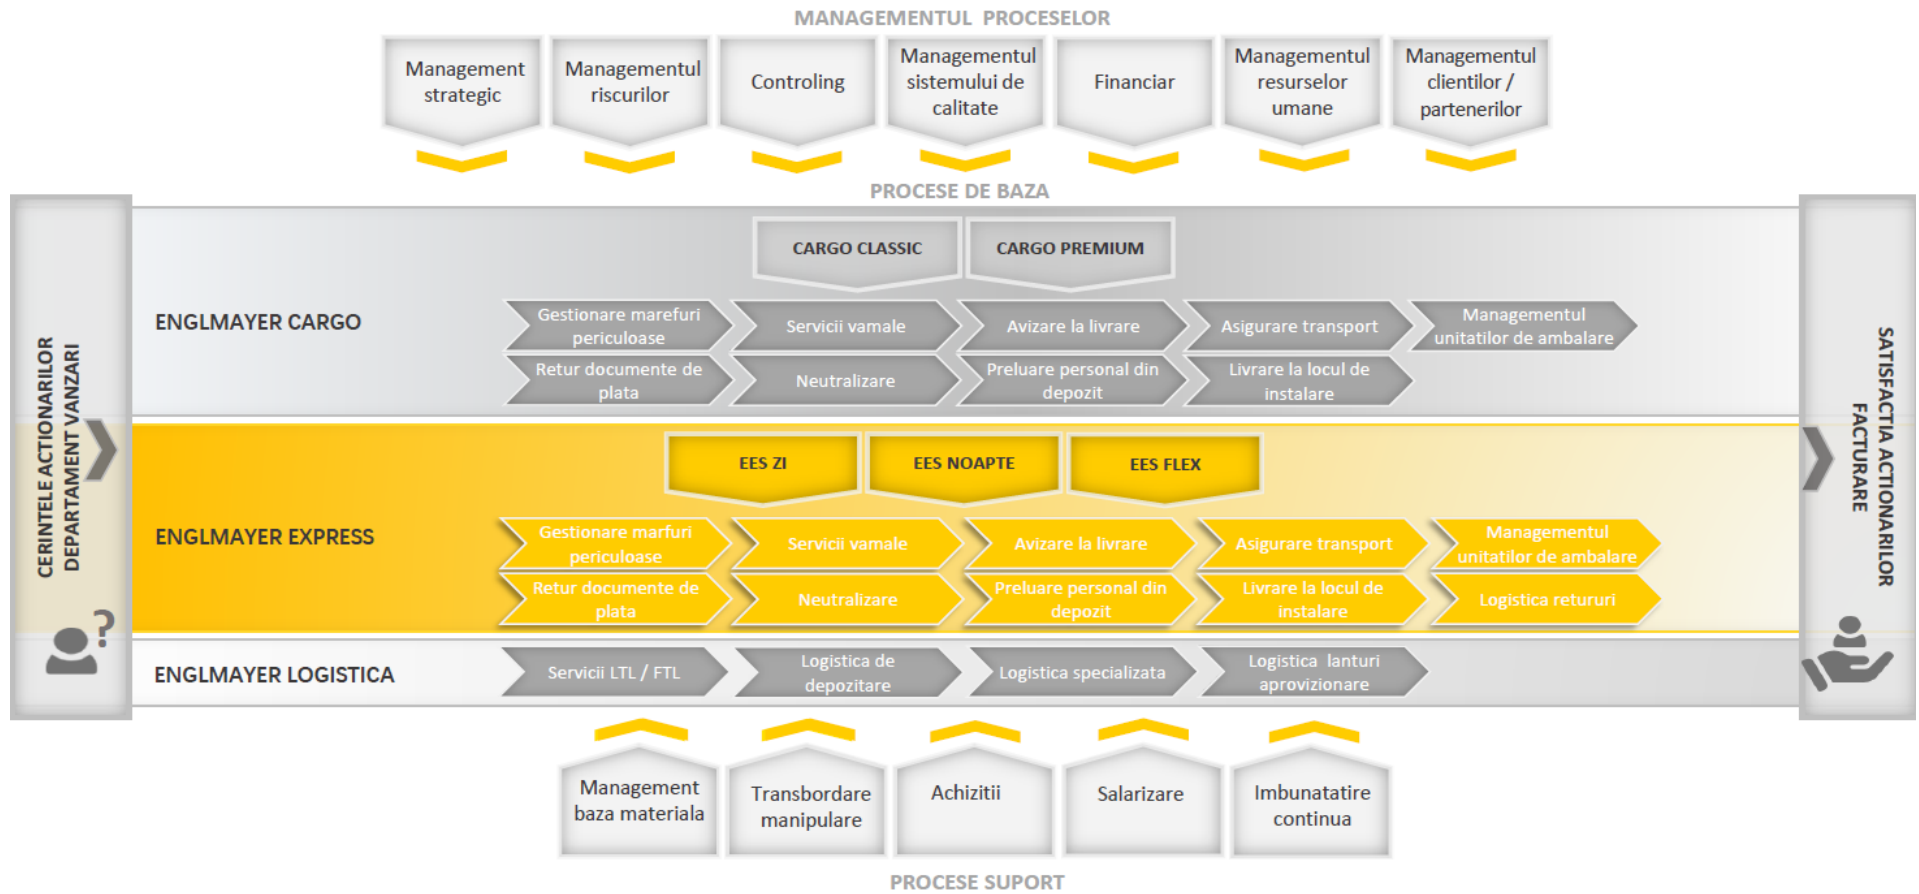 MANAGEMENTUL PROCESELOR
Management
strategic
Managementul
riscurilor
Controling
Managementul
sistemului de
calitate
Financiar
Managementul
resurselor
umane
Managementul
clientilor /
partenerilor
PROCESE DE BAZA
CERINTELE ACTIONARILOR
DEPARTAMENT VANZARI
?
ENGLMAYER CARGO
CARGO CLASSIC
CARGO PREMIUM
Gestionare marefuri
periculoase
Servicii vamale
Avizare la livrare
Asigurare transport
Managementul
unitatilor de ambalare
Retur documente de
plata
Neutralizare
Preluare personal din
depozit
Livrare la locul de
instalare
ENGLMAYER EXPRESS
EES ZI
EES NOAPTE
EES FLEX
Gestionare marfuri
periculoase
Servicii vamale
Avizare la livrare
Asigurare transport
Managementul
unitatilor de ambalare
Retur documente de
plata
Neutralizare
Preluare personal din
depozit
Livrare la locul de
instalare
Logistica retururi
ENGLMAYER LOGISTICA
Servicii LTL / FTL
Logistica de
depozitare
Logistica specializata
Logistica lanturi
aprovizionare
SATISFACTIA ACTIONARILOR
FACTURARE
Management
baza materiala
Transbordare
manipulare
Achizitii
Salarizare
Imbunatatire
continua
PROCESE SUPORT